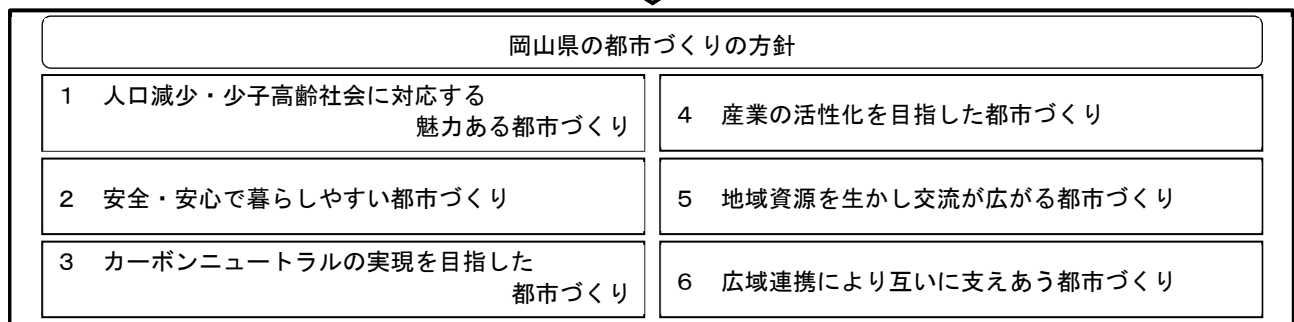 岡山県の都市づくりの方針
1 人口減少・少子高齢社会に対応する
魅力ある都市づくり
2 安全・安心で暮らしやすい都市づくり
3 カーボンニュートラルの実現を目指した
都市づくり
4 産業の活性化を目指した都市づくり
5 地域資源を生かし交流が広がる都市づくり
6 広域連携により互いに支えあう都市づくり